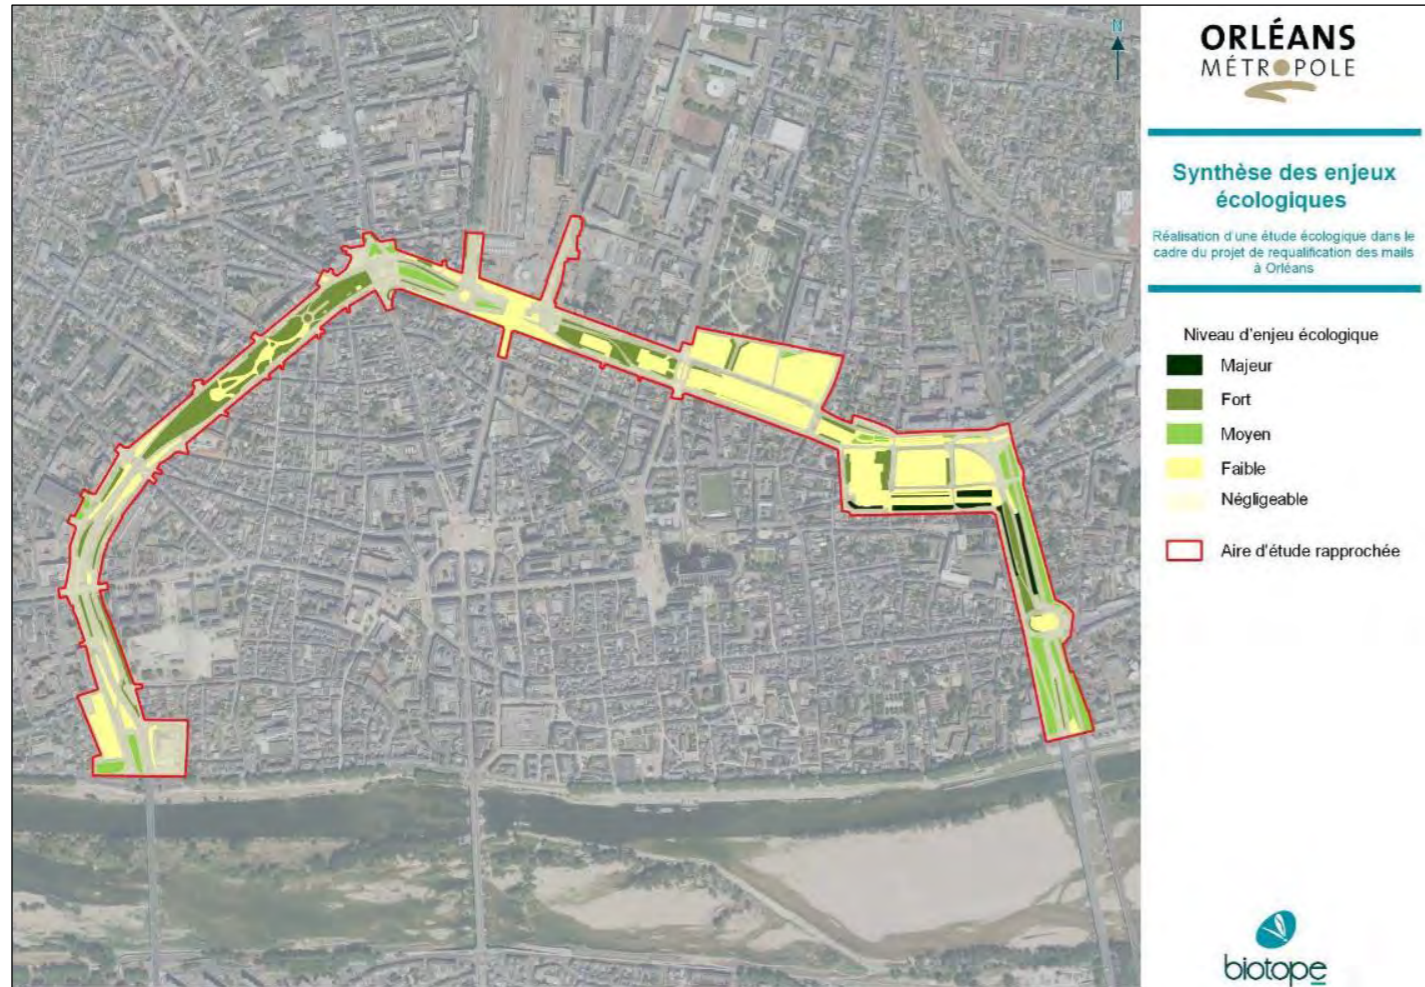 N
ORLÉANS
MÉTROPOLE
Synthèse des enjeux
écologiques
Réalisation d'une étude écologique dans le
cadre du projet de requalification des mails
à Orléans
Niveau d'enjeu écologique
Majeur
Fort
Moyen
Faible
Négligeable
Aire d'étude rapprochée
biotope